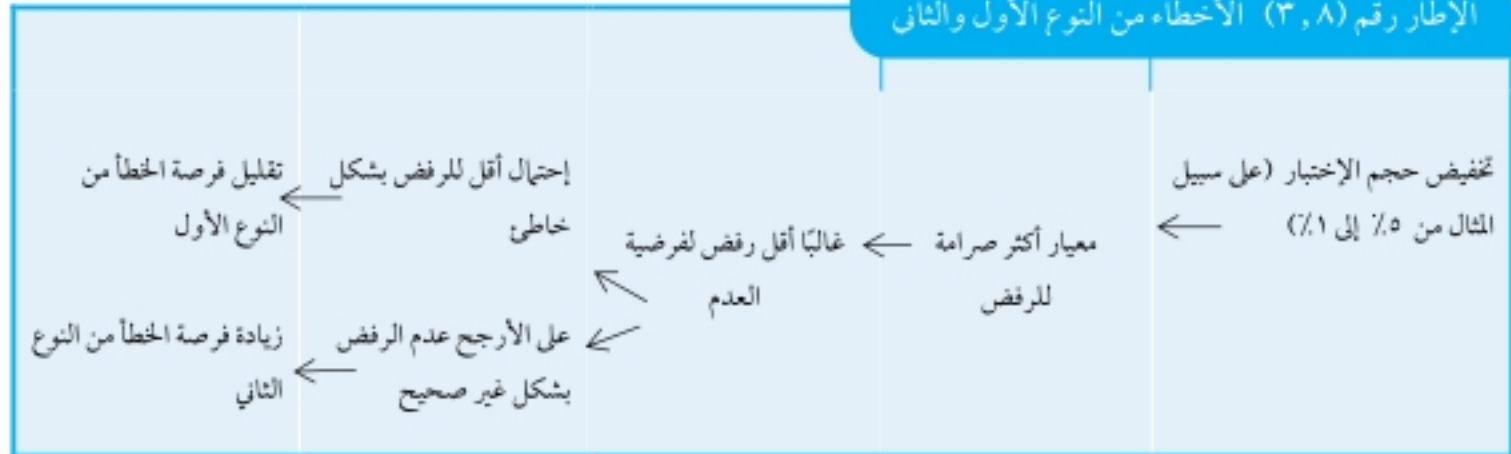 الإطار رقم (٣,٨) الأخطاء من النوع الأول والثاني
تخفيض حجم الإختبار (على سبيل
المثال من ٥٪ إلى ١٪)
معيار أكثر صرامة
للرفض
غالبًا أقل رفض لفرضية
العدم
إحتمال أقل للرفض بشكل
خاطئ
تقليل فرصة الخطأ من
النوع الأول
على الأرجح عدم الرفض
بشكل غير صحيح
زيادة فرصة الخطأ من النوع
الثاني